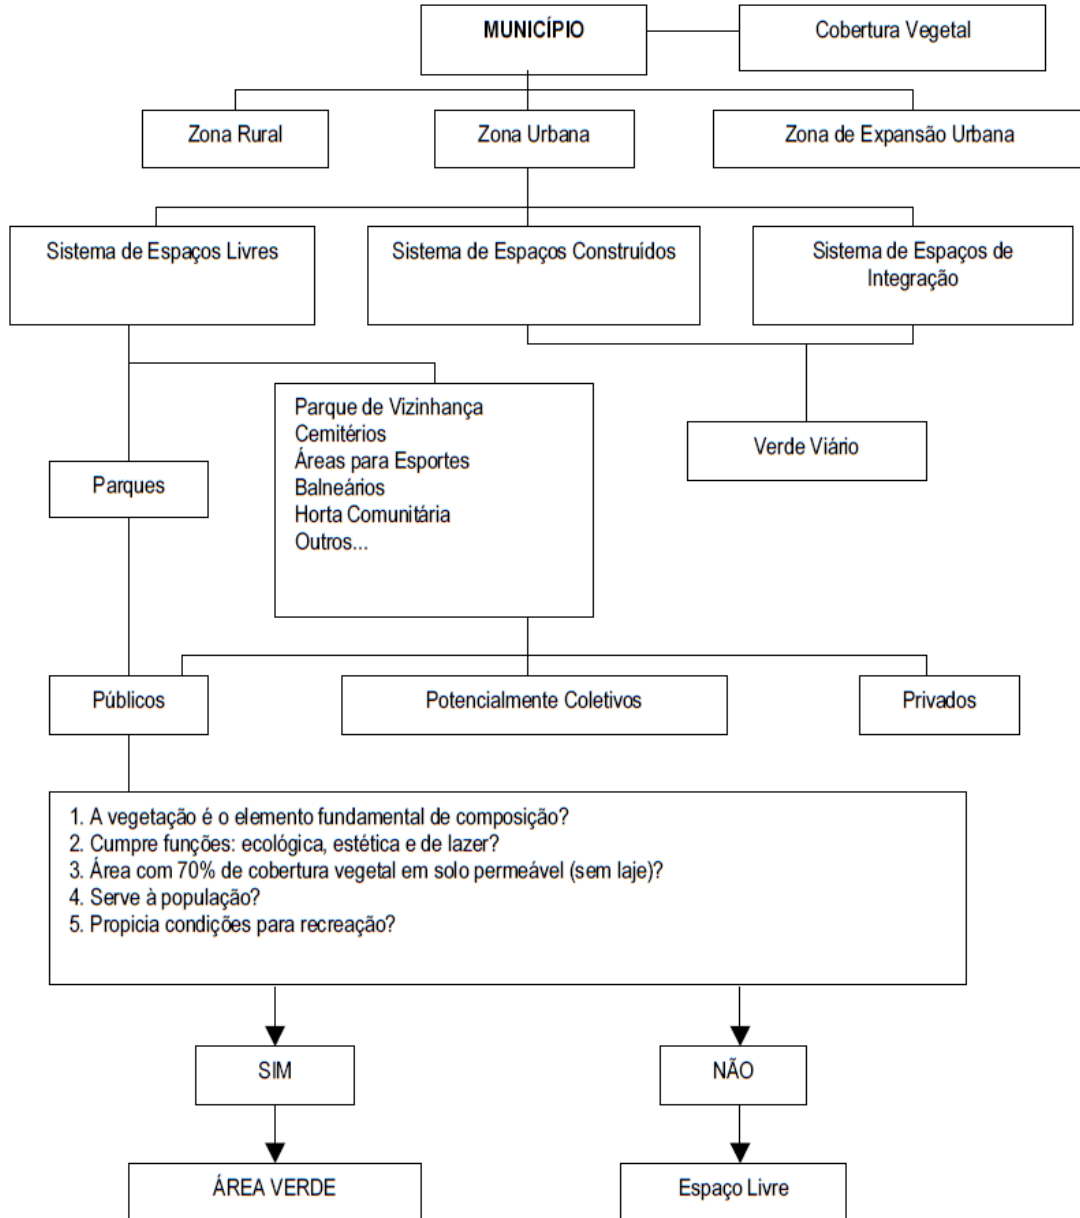 MUNICÍPIO
Cobertura Vegetal
Zona Rural
Zona Urbana
Zona de Expansão Urbana
Sistema de Espaços Livres
Sistema de Espaços Construídos
Sistema de Espaços de
Integração
Parque de Vizinhança
Cemitérios
Áreas para Esportes
Balneários
Horta Comunitária
Outros...
Verde Viário
Parques
Públicos
Potencialmente Coletivos
Privados
1. A vegetação é o elemento fundamental de composição?
2. Cumpre funções: ecológica, estética e de lazer?
3. Área com 70% de cobertura vegetal em solo permeável (sem laje)?
4. Serve à população?
5. Propicia condições para recreação?
SIM
NÃO
ÁREA VERDE
Espaço Livre